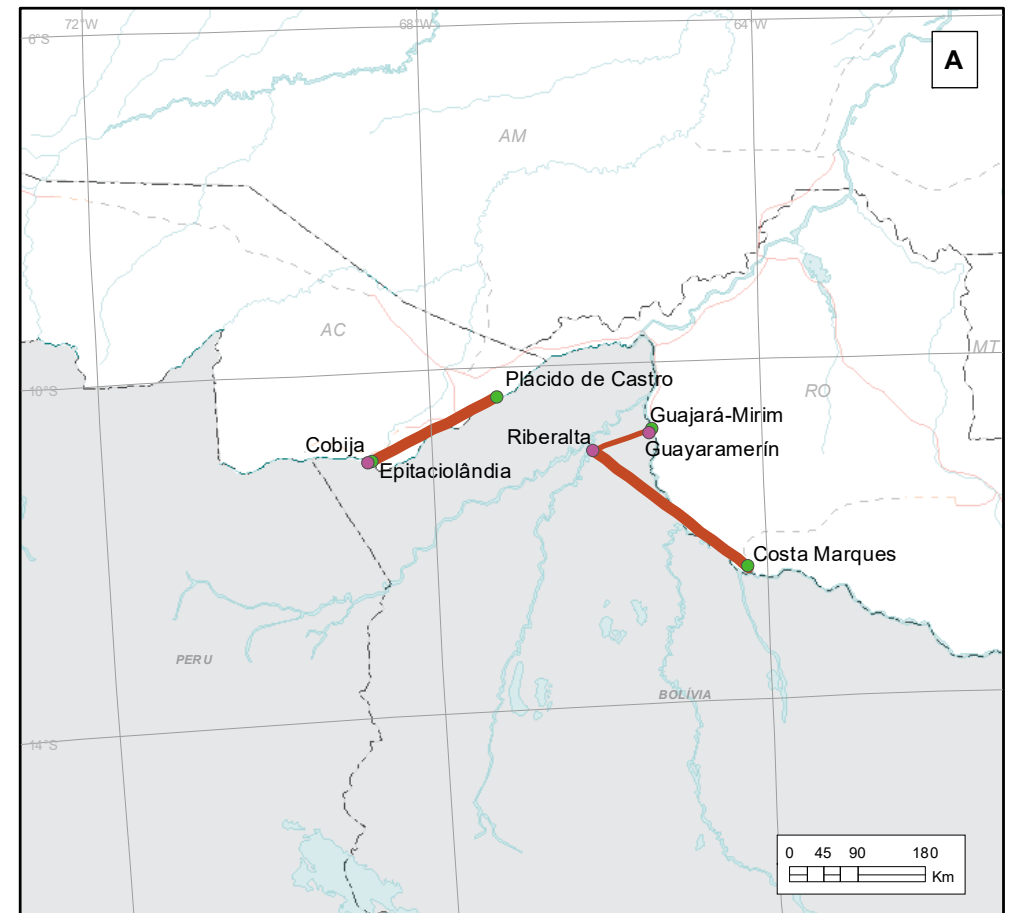 72°W
68°W
64°W
6°S
A
AM
AC
MT
10°S
RO
Plácido de Castro
Guajará-Mirim
Riberalta
Cobija
Guayaramerín
Epitaciolândia
Costa Marques
PERU
BOLÍVIA
14°S
0 45 90 180
Km